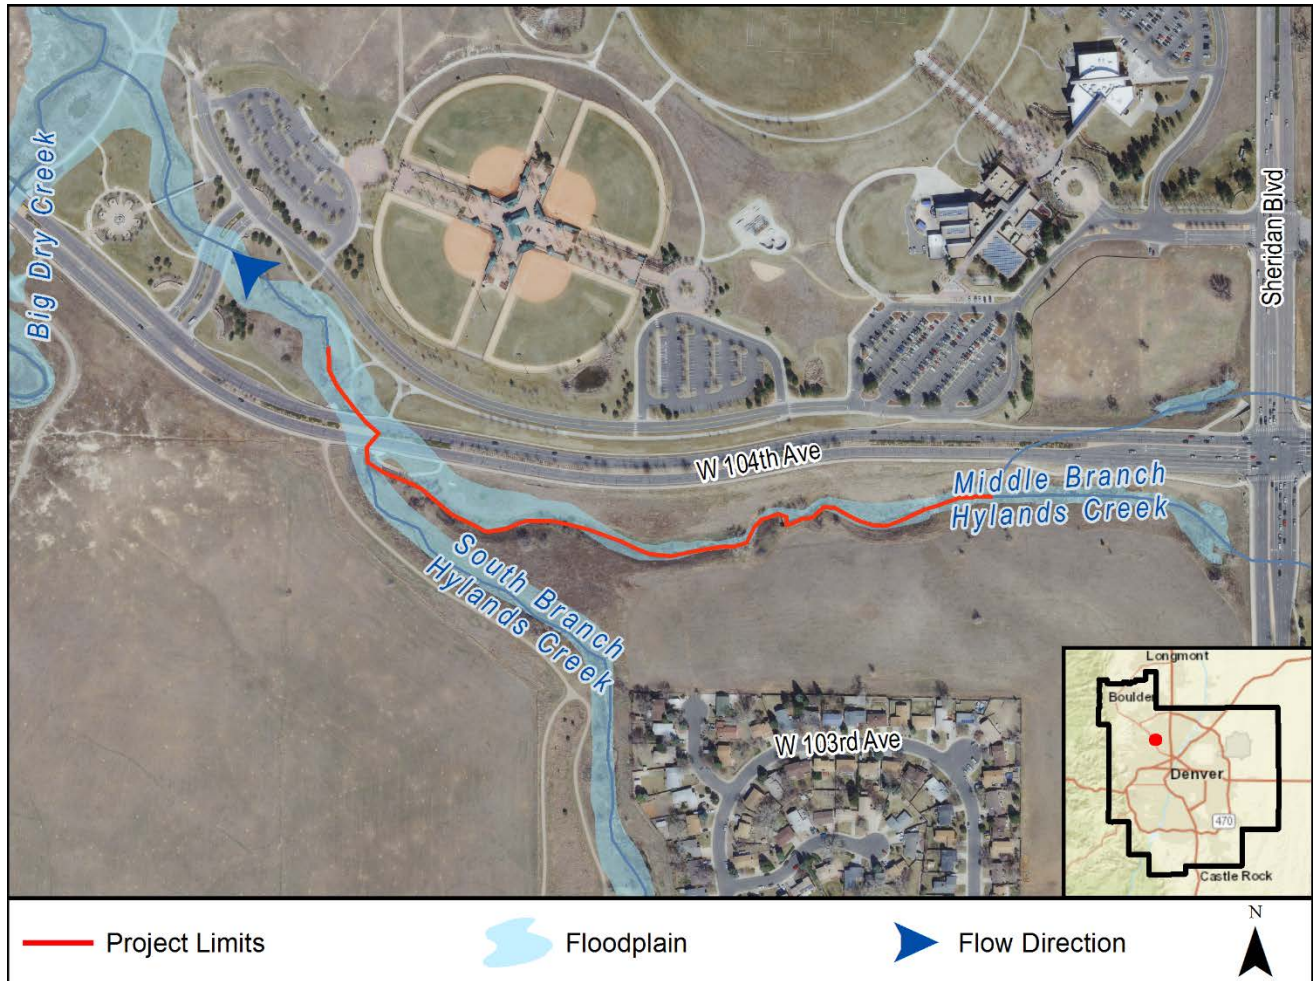 Big Dry Creek
Sheridan Blvd
W 104th Ave
Middle Branch
Hylands Creek
South Branch
Hylands Creek
W 103rd Ave
Longmont
Boulder
Denver
470
Castle Rock
Project Limits
Floodplain
Flow Direction
N